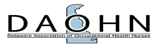 DAOHN
Delaware Association of Occupational Health Nurses